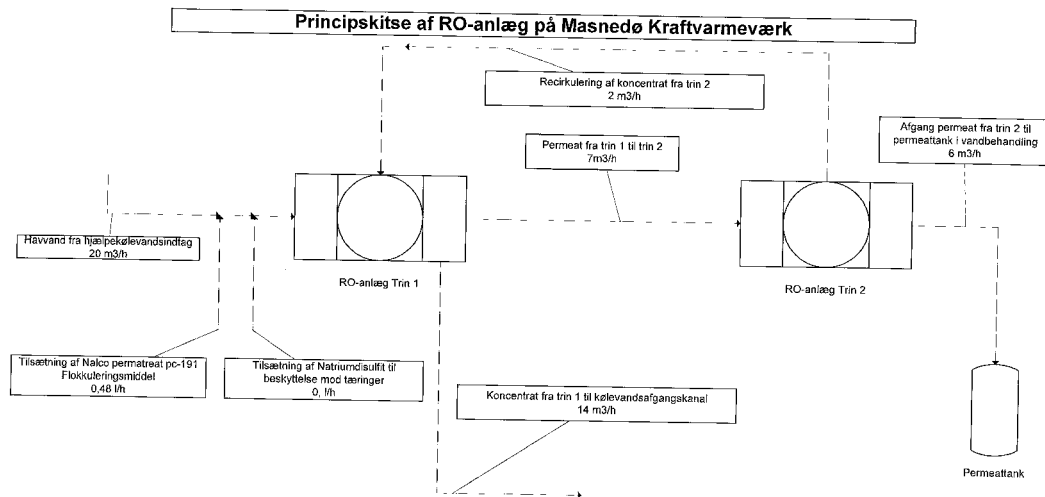 Principskitse af RO-anlæg på Masnedø Kraftvarmeværk
Recirkulering af koncentrat fra trin 2
2 m3/h
Permeat fra trin 1 til trin 2
7m3/h
Afgang permeat fra trin 2 til
permeattank i vandbehandling
6 m3/h
Havvand fra hjælpekølevandsindtag
20 m3/h
RO-anlæg Trin 1
RO-anlæg Trin 2
Tilsætning af Nalco permatreat pc-191
Flokkuleringsmiddel
0,48 l/h
Tilsætning af Natriumdisulfit til
beskyttelse mod tæringer
0, l/h
Koncentrat fra trin 1 til kølevandsafgangskanal
14 m3/h
Permeattank